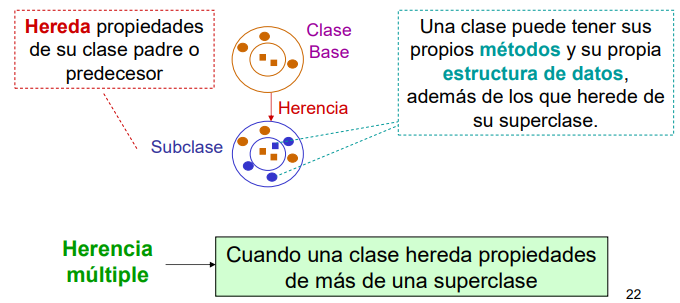 Hereda propiedades
de su clase padre o
predecesor
Clase
Base
Una clase puede tener sus
propios métodos y su propia
estructura de datos,
además de los que herede de
su superclase.
Herencia
Subclase
Herencia
múltiple
Cuando una clase hereda propiedades
de más de una superclase
22